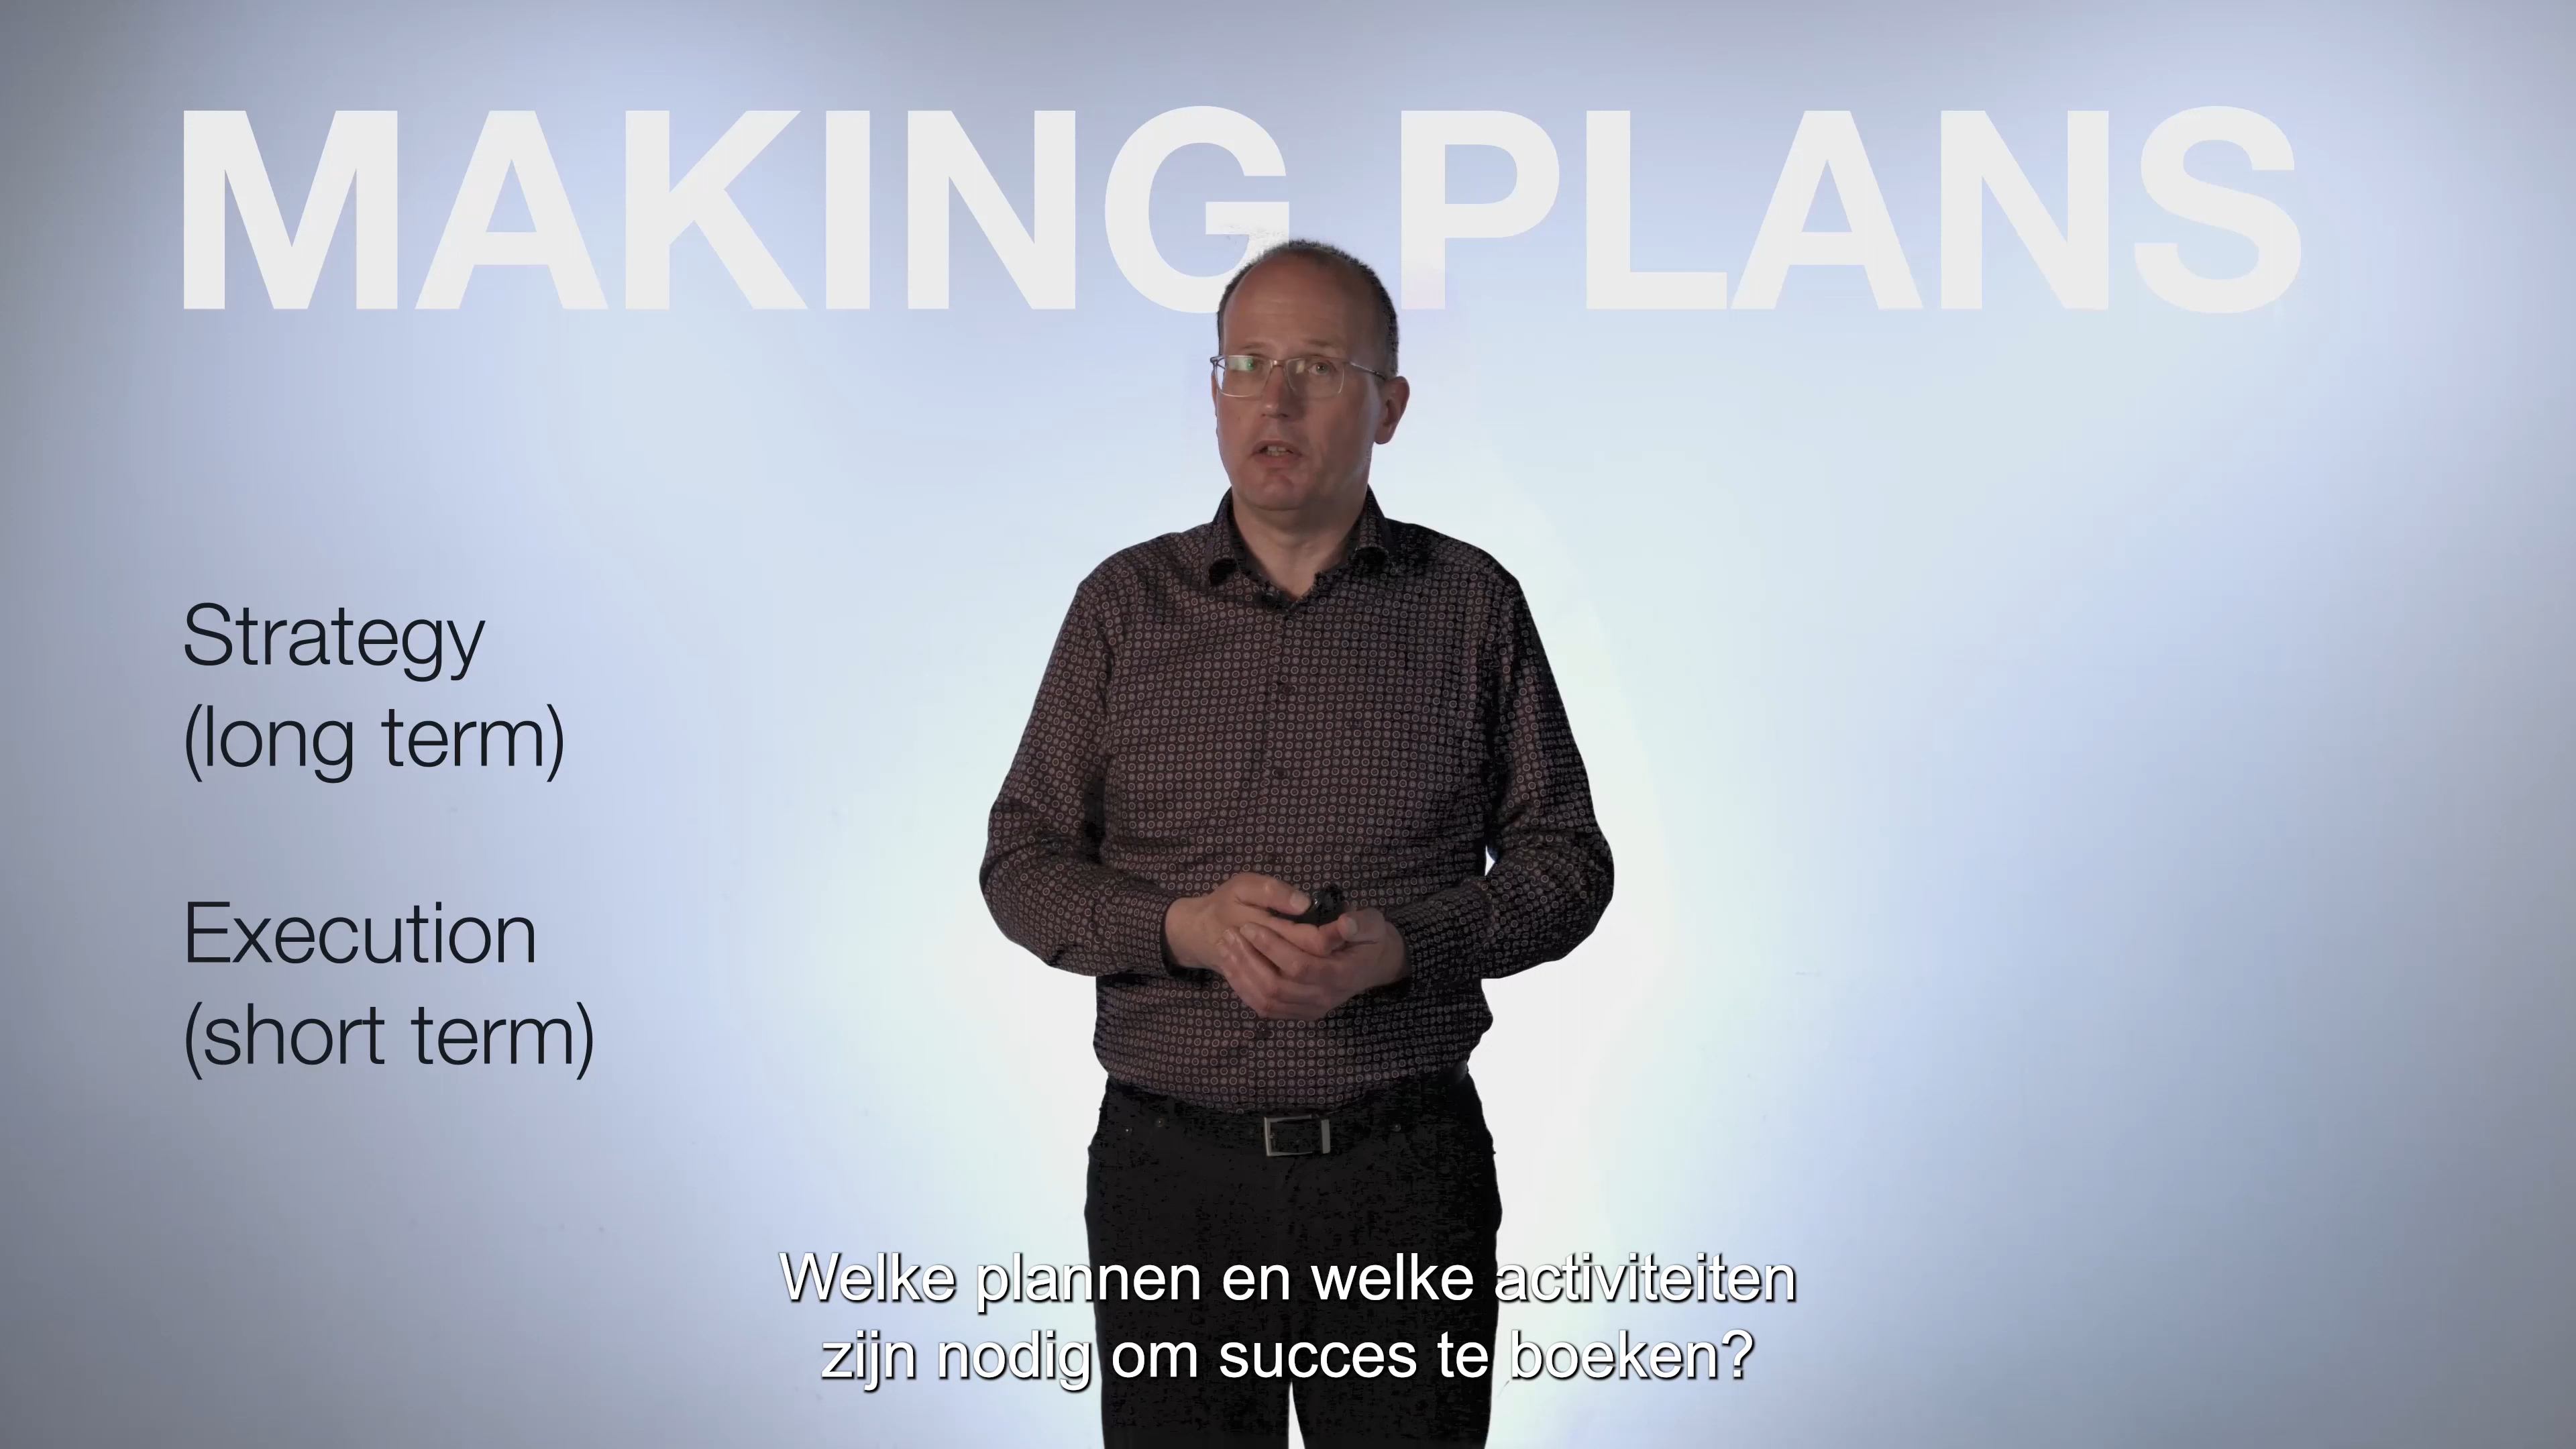 MAKING PLANS
Strategy
(long term)
Execution
(short term)
Welke plannen en welke activiteiten
zijn nodig om succes te boeken?